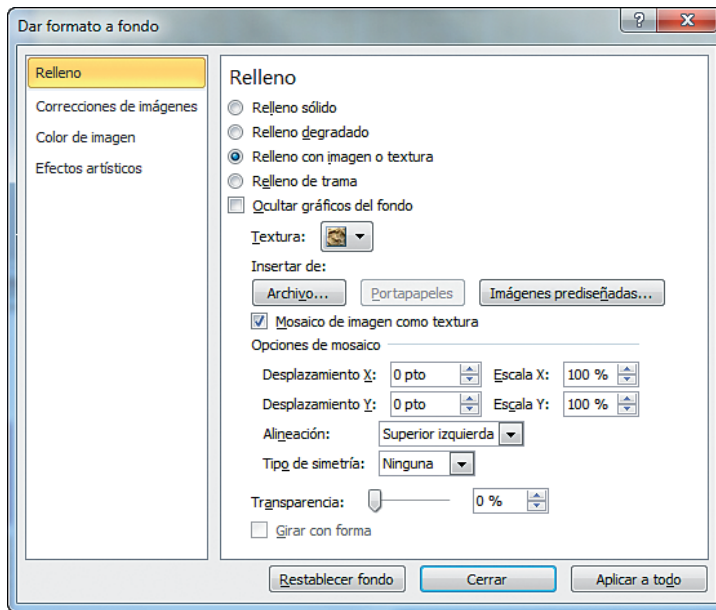 Dar formato a fondo
Relleno
Correcciones de imágenes
Color de imagen
Efectos artísticos
Relleno
Relleno sólido
Relleno degradado
Relleno con imagen o textura
Relleno de trama
Ocultar gráficos del fondo
Textura:
Insertar de:
Archivo... Portapapeles Imágenes prediseñadas...
Mosaico de imagen como textura
Opciones de mosaico
Desplazamiento X: 0 pto Escala X: 100 %
Desplazamiento Y: 0 pto Escala Y: 100 %
Alineación: Superior izquierda
Tipo de simetría: Ninguna
Transparencia: 0 %
Girar con forma
Restablecer fondo Cerrar Aplicar a todo